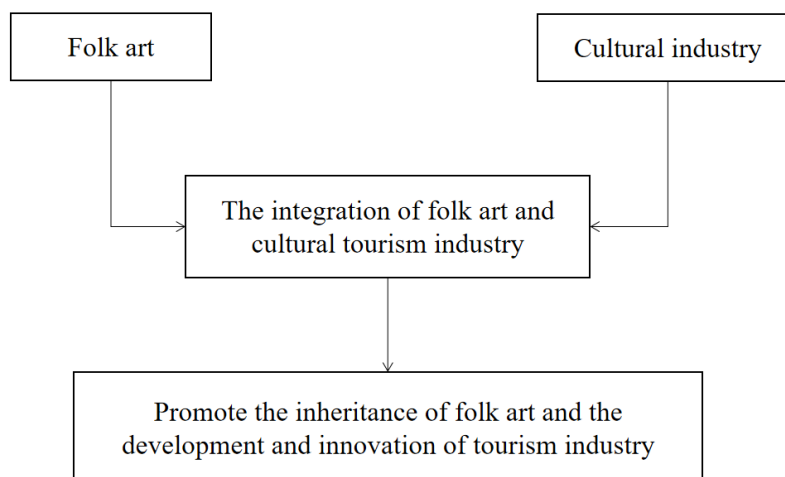 Folk art
Cultural industry
The integration of folk art and
cultural tourism industry
Promote the inheritance of folk art and the
development and innovation of tourism industry